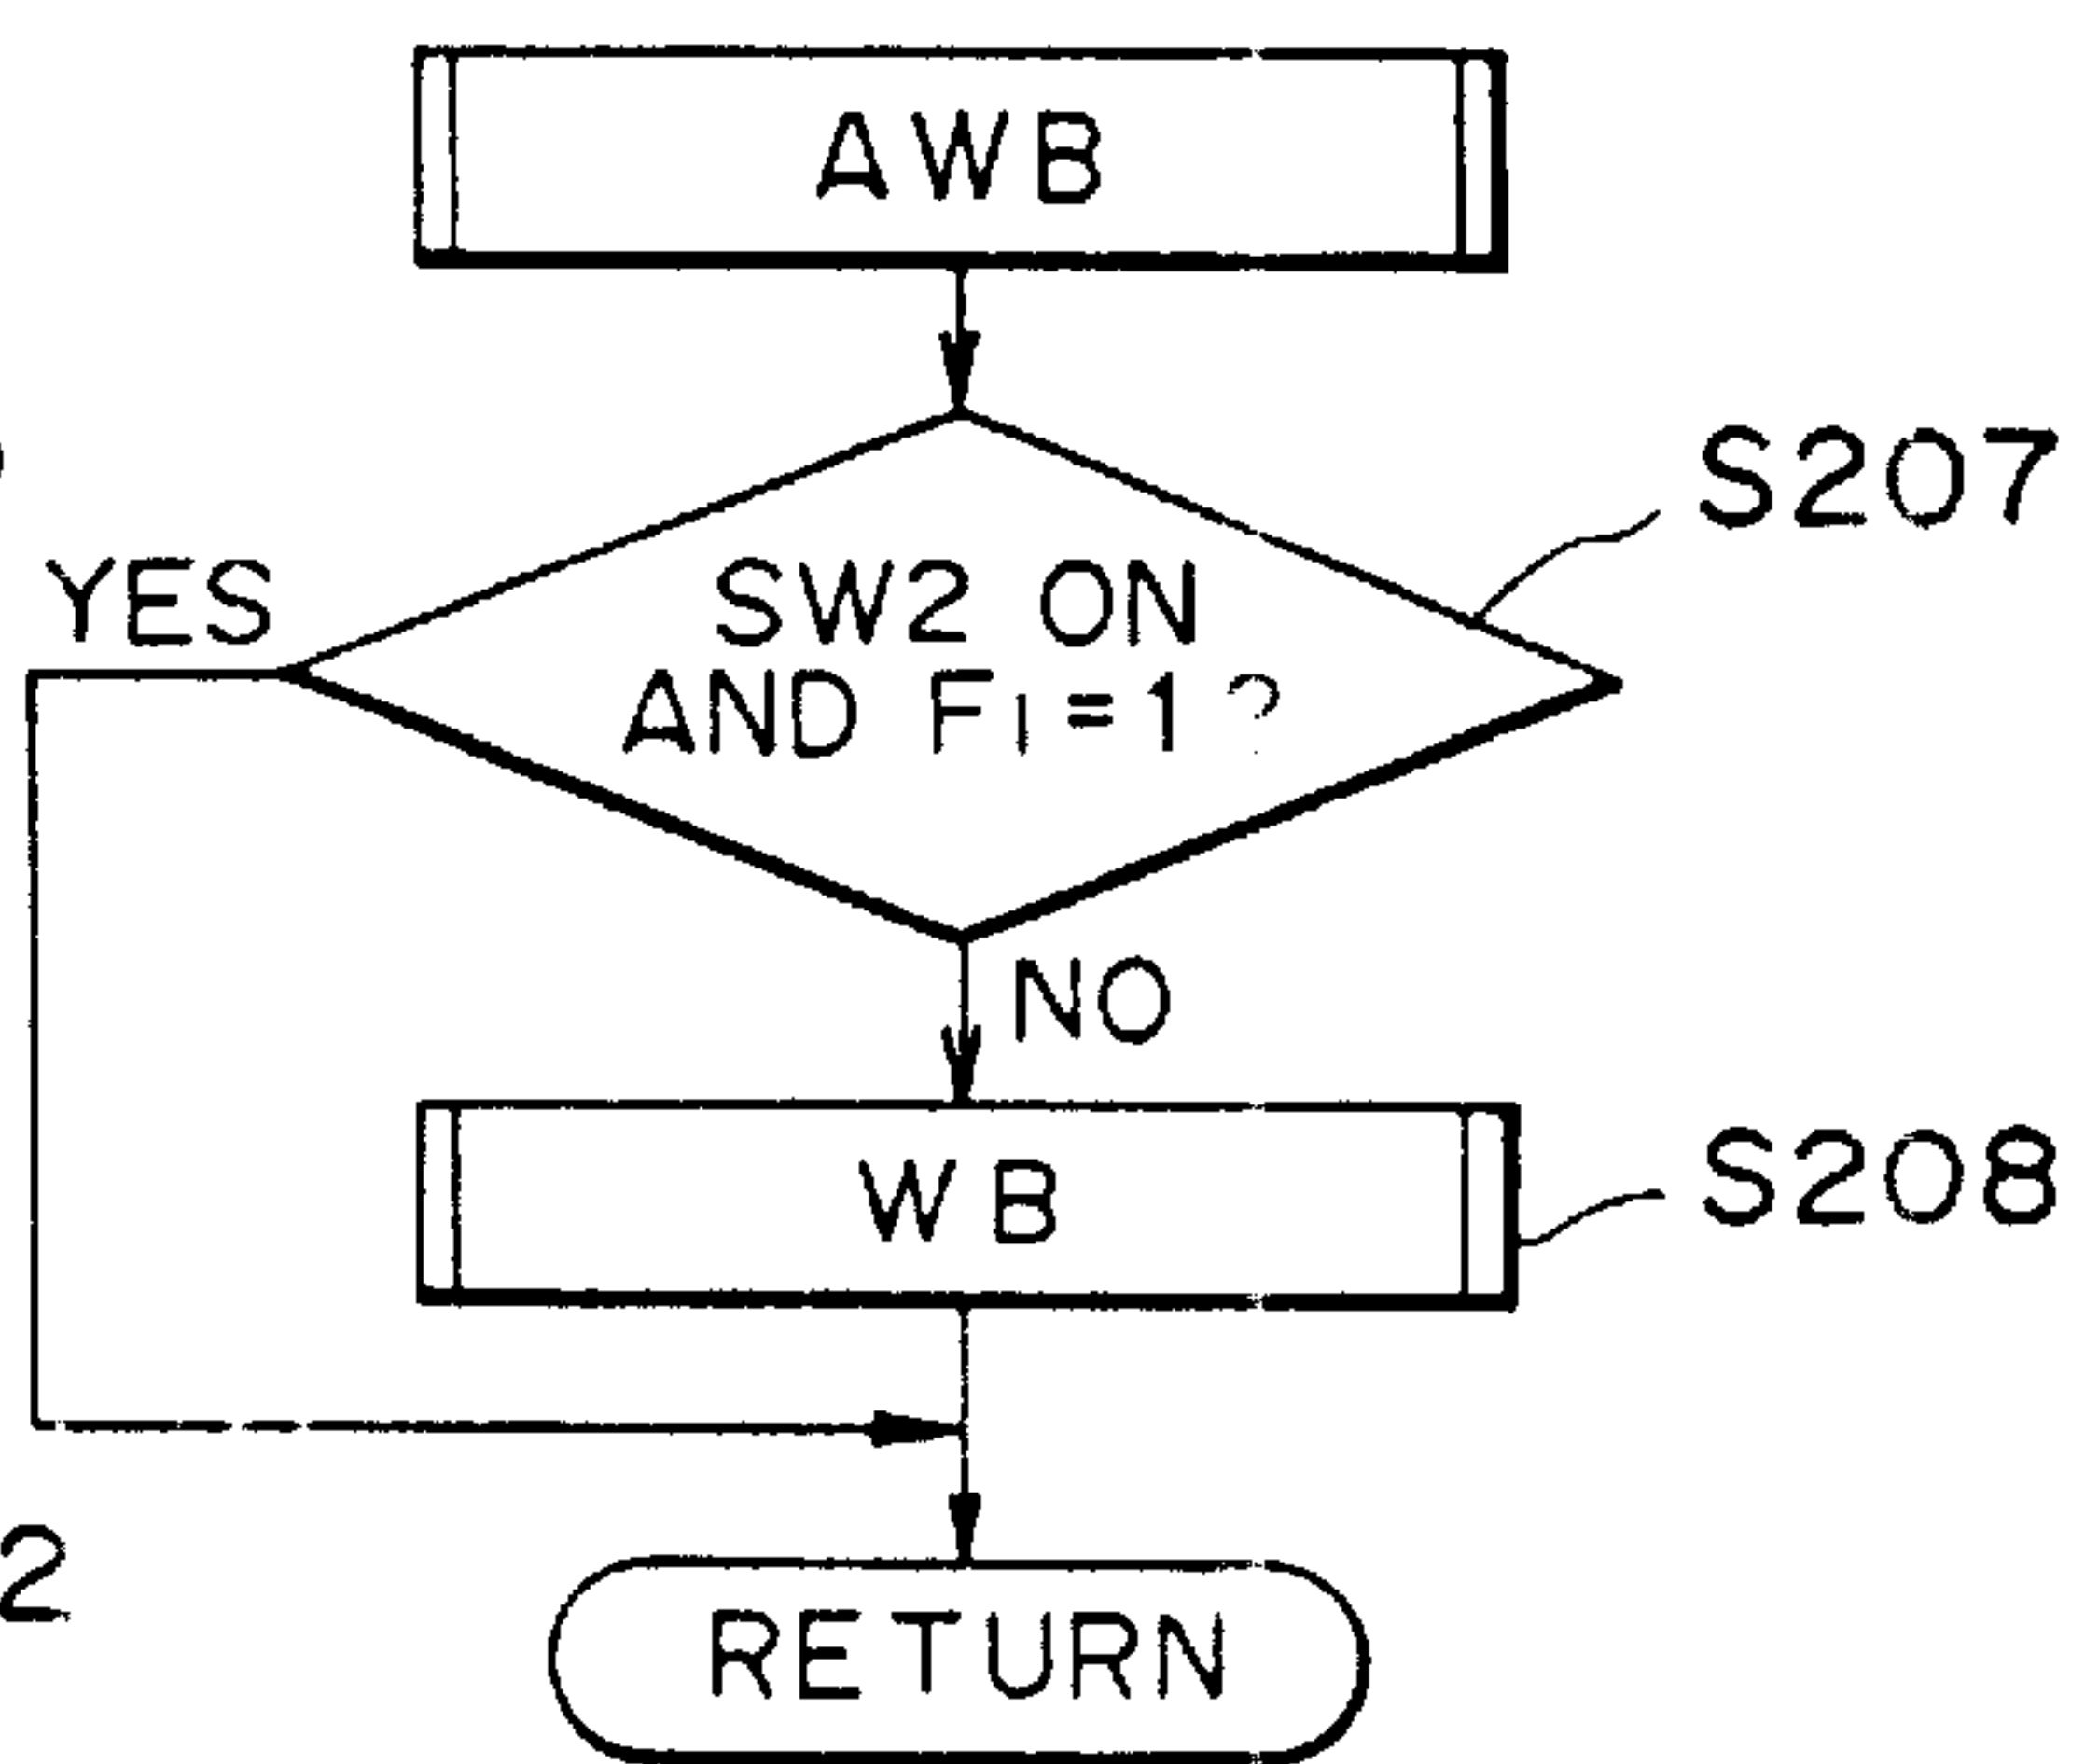 AWB
S207
YES
SW2 ON
AND F1=1?
NO
WB
S208
2
RETURN